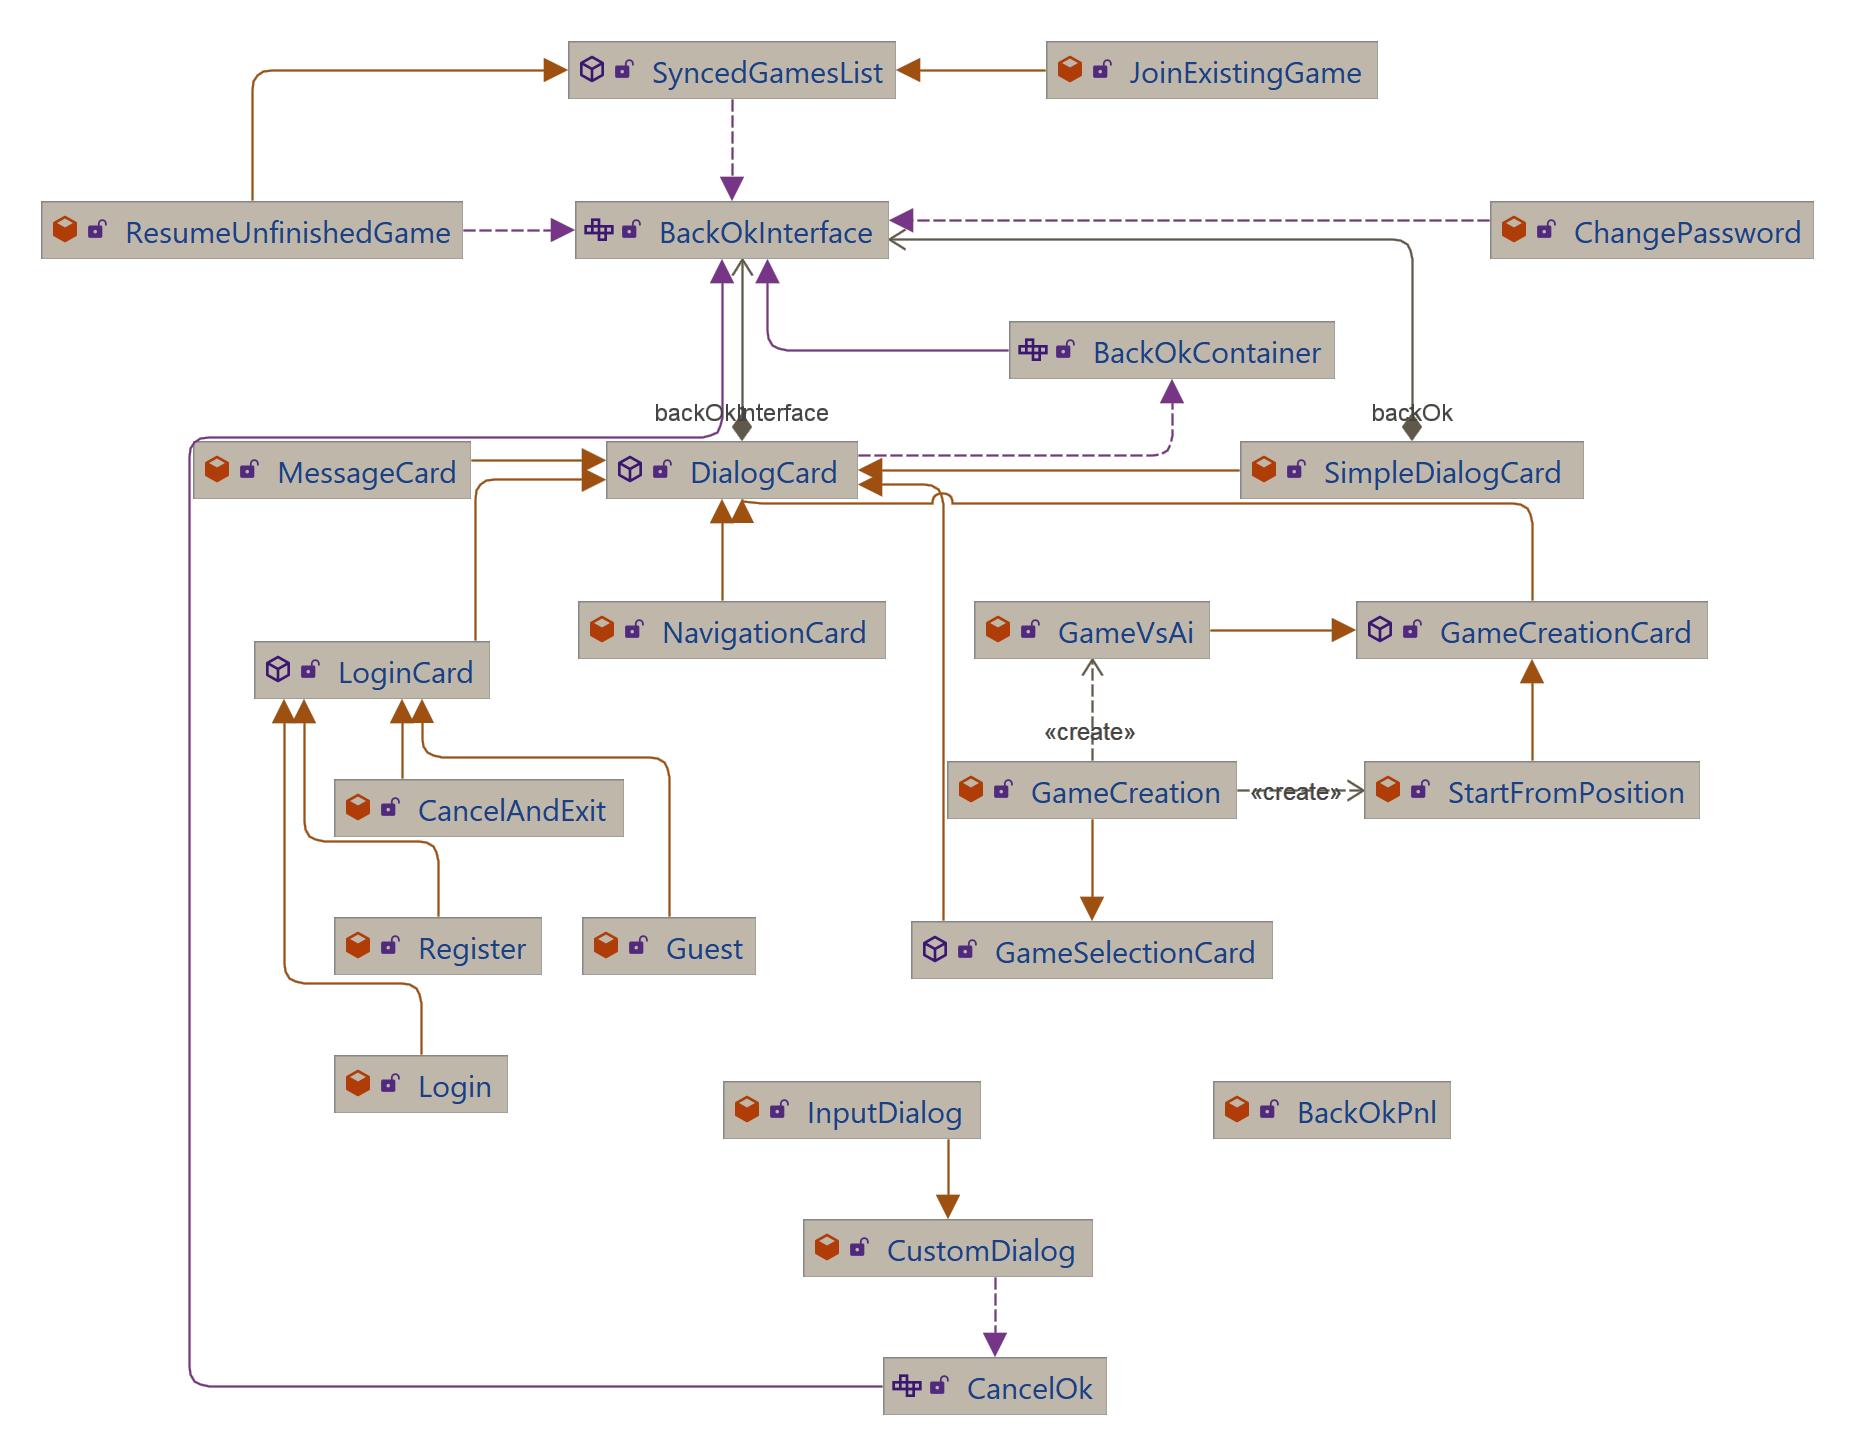 SyncedGamesList
JoinExistingGame
ResumeUnfinishedGame
BackOkInterface
ChangePassword
BackOkContainer
backOkInterface
backOk
MessageCard
DialogCard
SimpleDialogCard
NavigationCard
GameVsAi
GameCreationCard
LoginCard
«create»
GameCreation
«create»
StartFromPosition
CancelAndExit
Register
Guest
GameSelectionCard
Login
InputDialog
BackOkPnl
CustomDialog
CancelOk